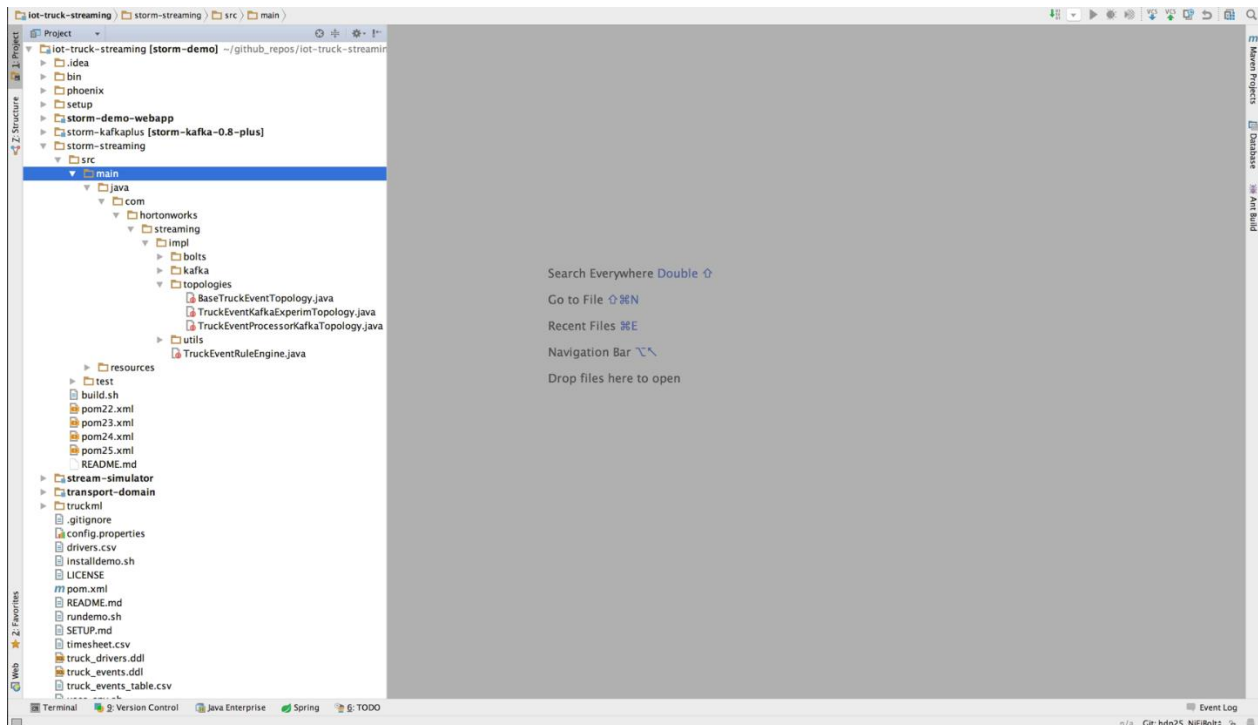 iot-truck-streaming storm-streaming src main
1: Project
Z: Structure
2: Favorites
Web
Project
iot-truck-streaming [storm-demo] ~/github_repos/iot-truck-streamin
.idea
bin
phoenix
setup
storm-demo-webapp
storm-kafkaplus [storm-kafka-0.8-plus]
storm-streaming
src
main
java
com
hortonworks
streaming
impl
bolts
kafka
topologies
BaseTruckEventTopology.java
TruckEventKafkaExperimTopology.java
TruckEventProcessorKafkaTopology.java
utils
TruckEventRuleEngine.java
resources
test
build.sh
pom22.xml
pom23.xml
pom24.xml
pom25.xml
README.md
stream-simulator
transport-domain
truckml
.gitignore
config.properties
drivers.csv
installdemo.sh
LICENSE
pom.xml
README.md
rundemo.sh
SETUP.md
timesheet.csv
truck_drivers.ddl
truck_events.ddl
truck_events_table.csv
Search Everywhere Double ⇧
Go to File ⇧⌘N
Recent Files ⌘E
Navigation Bar ⌥↖
Drop files here to open
VCS VCS
Maven Projects
Database
Ant Build
Terminal 9: Version Control Java Enterprise Spring 6: TODO Event Log
n/a Git: hdp25_NiFiBolt